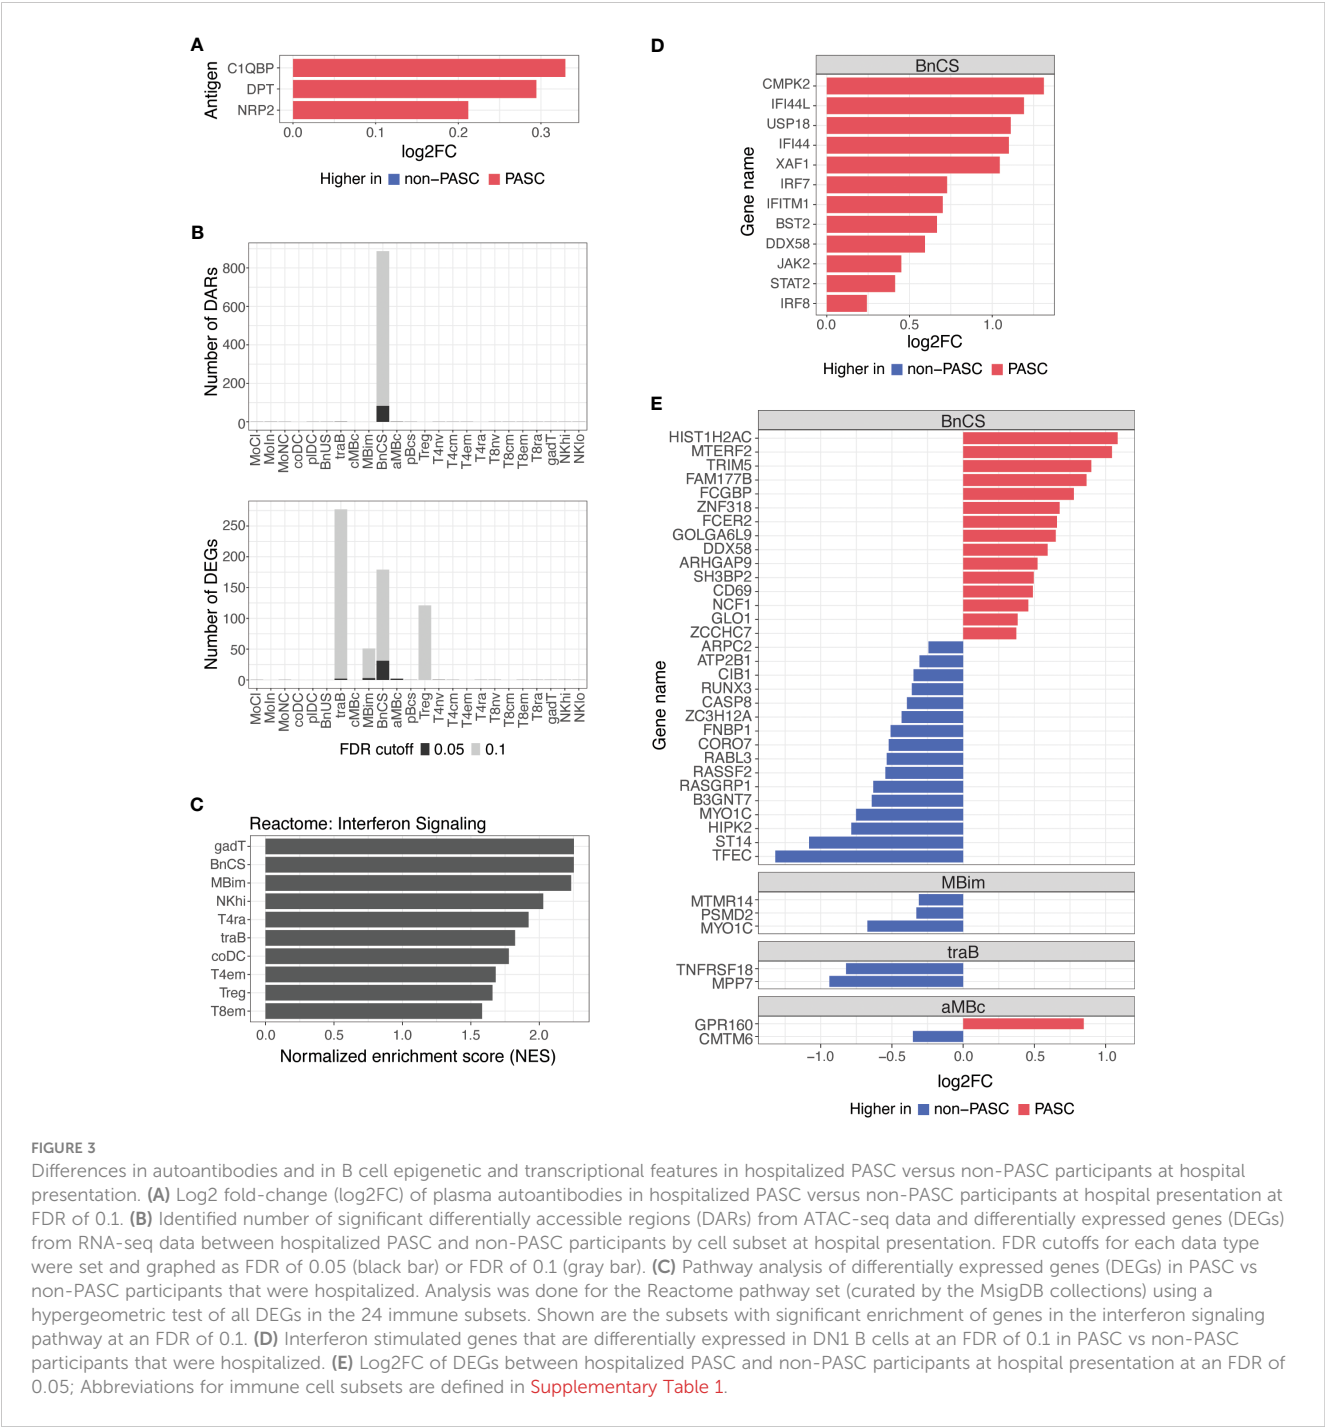 A
Antigen
C1QBP
DPT
NRP2
0.0 0.1 0.2 0.3
log2FC
Higher in non−PASC PASC
B
Number of DARs
800
600
400
200
0
MoCl MoIn MoNC coDC plDC BnUS traB cMBc MBim BnCS aMBc pBcs Treg T4nv T4cm T4em T4ra T8nv T8cm T8em T8ra gadT NKhi NKlo
Number of DEGs
250
200
150
100
50
0
MoCl MoIn MoNC coDC plDC BnUS traB cMBc MBim BnCS aMBc pBcs Treg T4nv T4cm T4em T4ra T8nv T8cm T8em T8ra gadT NKhi NKlo
FDR cutoff 0.05 0.1
C
Reactome: Interferon Signaling
gadT
BnCS
MBim
NKhi
T4ra
traB
coDC
T4em
Treg
T8em
0.0 0.5 1.0 1.5 2.0
Normalized enrichment score (NES)
D
BnCS
Gene name
CMPK2
IFI44L
USP18
IFI44
XAF1
IRF7
IFITM1
BST2
DDX58
JAK2
STAT2
IRF8
0.0 0.5 1.0
log2FC
Higher in non−PASC PASC
E
BnCS
Gene name
HIST1H2AC
MTERF2
TRIM5
FAM177B
FCGBP
ZNF318
FCER2
GOLGA6L9
DDX58
ARHGAP9
SH3BP2
CD69
NCF1
GLO1
ZCCHC7
ARPC2
ATP2B1
CIB1
RUNX3
CASP8
ZC3H12A
FNBP1
CORO7
RABL3
RASSF2
RASGRP1
B3GNT7
MYO1C
HIPK2
ST14
TFEC
MBim
MTMR14
PSMD2
MYO1C
traB
TNFRSF18
MPP7
aMBc
GPR160
CMTM6
−1.0 −0.5 0.0 0.5 1.0
log2FC
Higher in non−PASC PASC
FIGURE 3
Differences in autoantibodies and in B cell epigenetic and transcriptional features in hospitalized PASC versus non-PASC participants at hospital
presentation. (A) Log2 fold-change (log2FC) of plasma autoantibodies in hospitalized PASC versus non-PASC participants at hospital presentation at
FDR of 0.1. (B) Identified number of significant differentially accessible regions (DARs) from ATAC-seq data and differentially expressed genes (DEGs)
from RNA-seq data between hospitalized PASC and non-PASC participants by cell subset at hospital presentation. FDR cutoffs for each data type
were set and graphed as FDR of 0.05 (black bar) or FDR of 0.1 (gray bar). (C) Pathway analysis of differentially expressed genes (DEGs) in PASC vs
non-PASC participants that were hospitalized. Analysis was done for the Reactome pathway set (curated by the MsigDB collections) using a
hypergeometric test of all DEGs in the 24 immune subsets. Shown are the subsets with significant enrichment of genes in the interferon signaling
pathway at an FDR of 0.1. (D) Interferon stimulated genes that are differentially expressed in DN1 B cells at an FDR of 0.1 in PASC vs non-PASC
participants that were hospitalized. (E) Log2FC of DEGs between hospitalized PASC and non-PASC participants at hospital presentation at an FDR of
0.05; Abbreviations for immune cell subsets are defined in Supplementary Table 1.